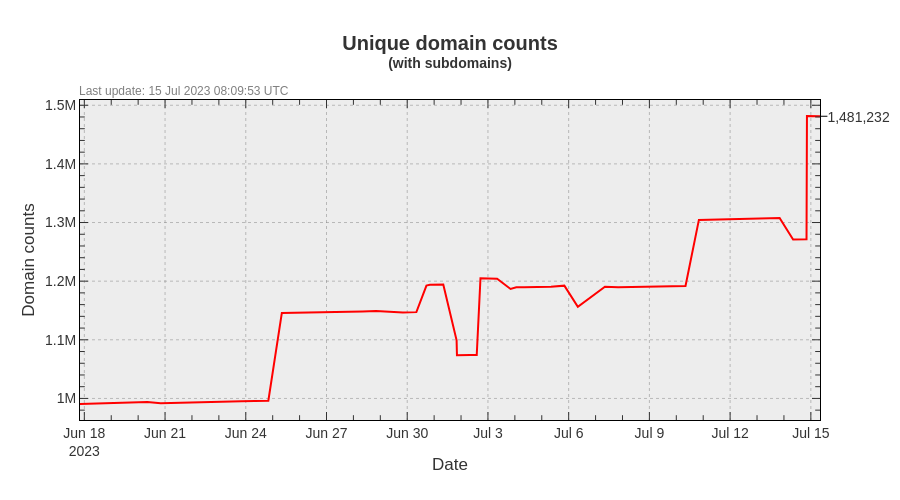 Unique domain counts
(with subdomains)
Last update: 15 Jul 2023 08:09:53 UTC
1.5M
1,481,232
1.4M
1.3M
1.2M
1.1M
1M
Domain counts
Jun 18 Jun 21 Jun 24 Jun 27 Jun 30 Jul 3 Jul 6 Jul 9 Jul 12 Jul 15
2023
Date